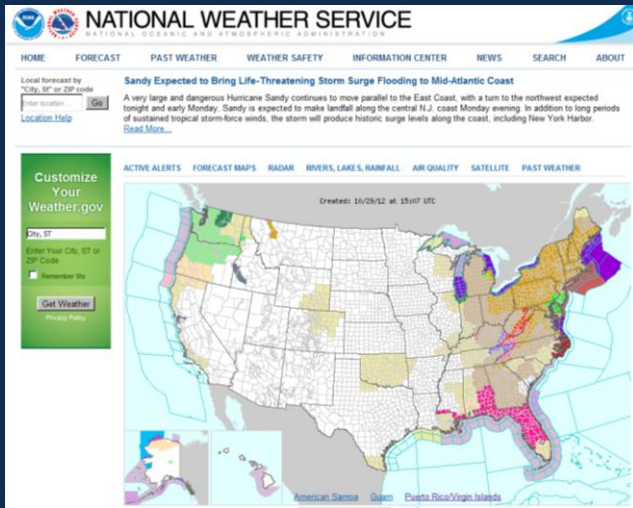 NATIONAL WEATHER SERVICE
NATIONAL OCEANIC AND ATMOSPHERIC ADMINISTRATION
HOME FORECAST PAST WEATHER WEATHER SAFETY INFORMATION CENTER NEWS SEARCH ABOUT
Local forecast by
"City, St" or ZIP code
Enter location ...
Go
Location Help
Sandy Expected to Bring Life-Threatening Storm Surge Flooding to Mid-Atlantic Coast
A very large and dangerous Hurricane Sandy continues to move parallel to the East Coast, with a turn to the northwest expected
tonight and early Monday. Sandy is expected to make landfall along the central N.J. coast Monday evening. In addition to long periods
of sustained tropical storm-force winds, the storm will produce historic surge levels along the coast, including New York Harbor.
Read More...
Customize
Your
Weather.gov
City, ST
Enter Your City, ST or
ZIP Code
Remember Me
Get Weather
Privacy Policy
ACTIVE ALERTS FORECAST MAPS RADAR RIVERS, LAKES, RAINFALL AIR QUALITY SATELLITE PAST WEATHER
Created: 10/29/12 at 15:07 UTC
American Samoa Guam Puerto Rico/Virgin Islands